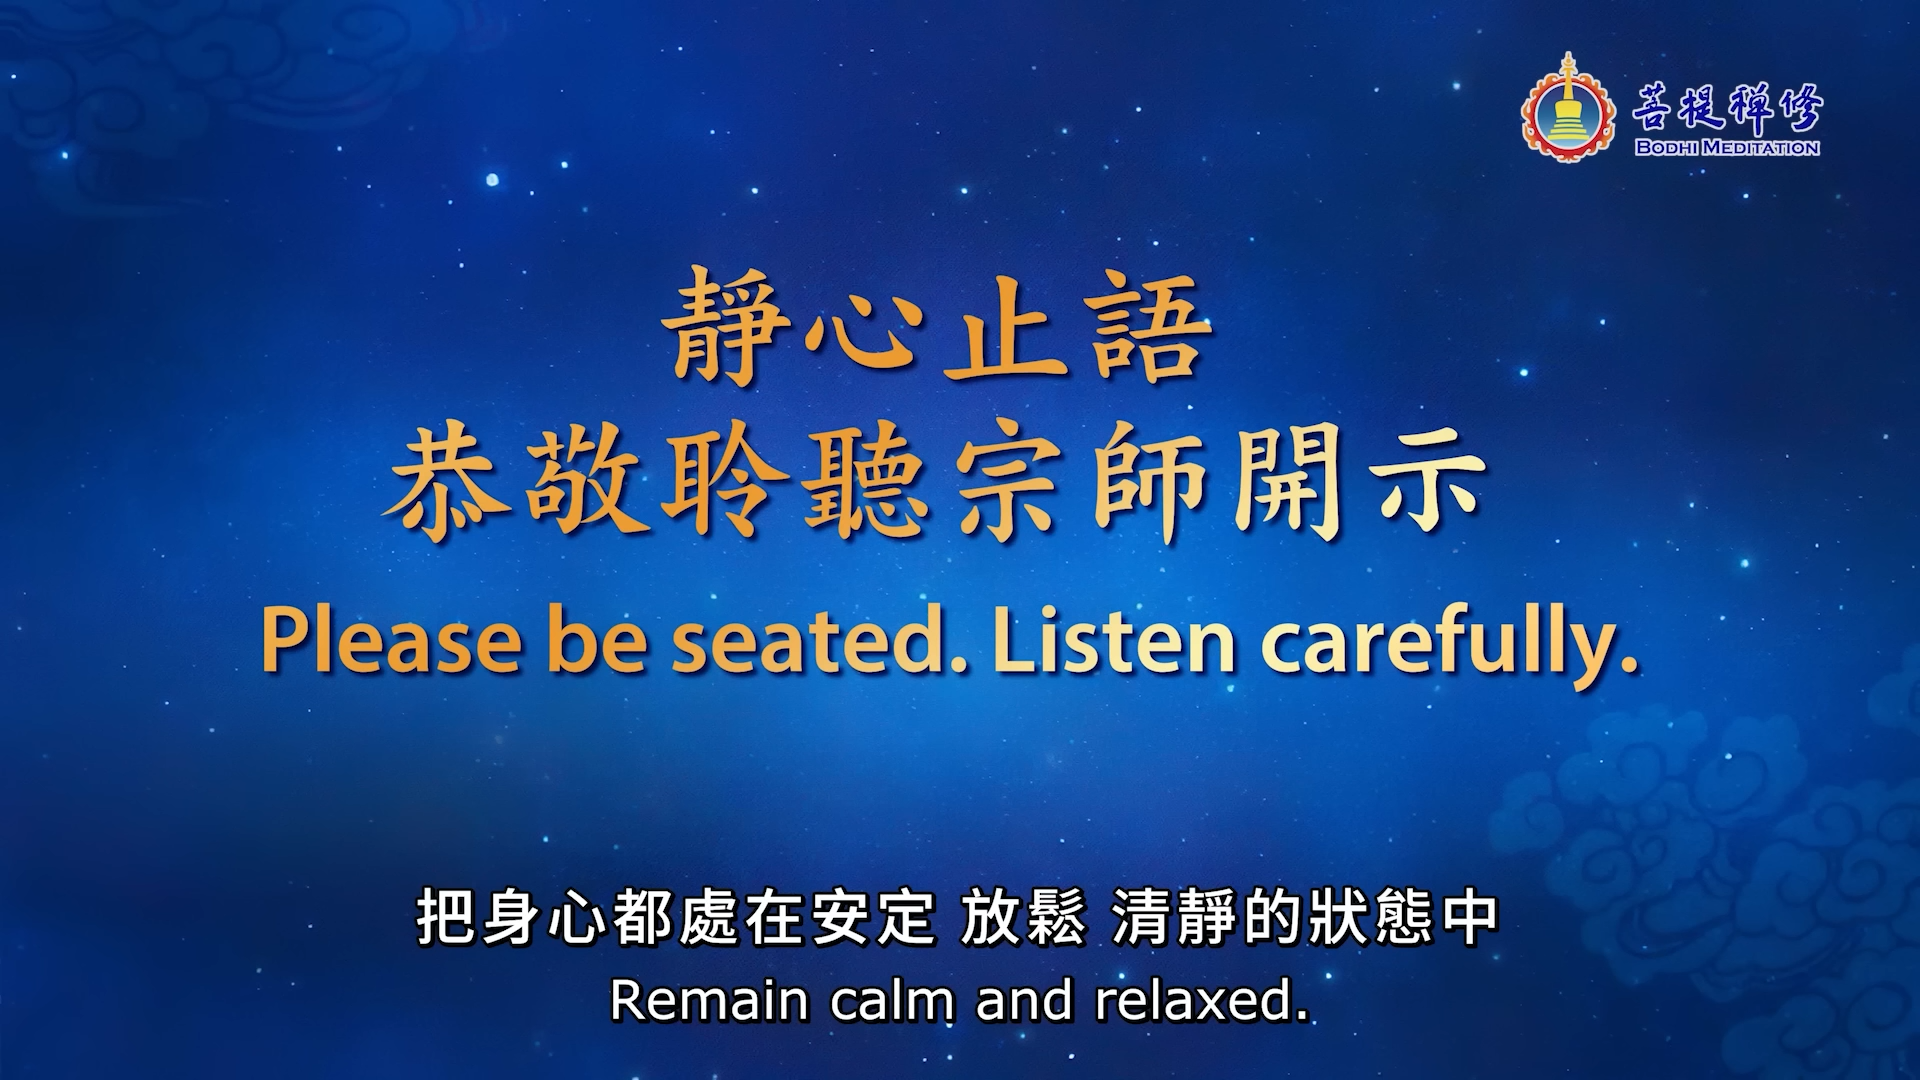 菩提禪修
BODHI MEDITATION
靜心止語
恭敬聆聽宗師開示
Please be seated. Listen carefully.
把身心都處在安定 放鬆 清靜的狀態中
Remain calm and relaxed.